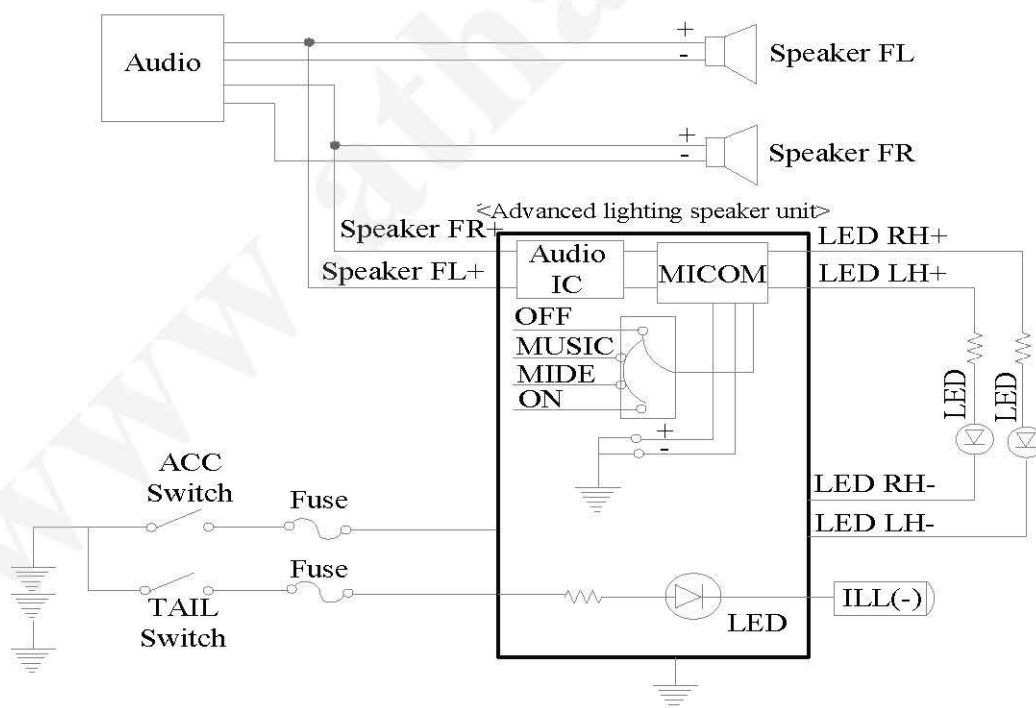 Audio
+
-
Speaker FL
+
-
Speaker FR
<Advanced lighting speaker unit>
Speaker FR+
Speaker FL+
Audio
IC
MICOM
LED RH+
LED LH+
OFF
MUSIC
MIDE
ON
+
-
LED
LED
LED RH-
LED LH-
ACC
Switch
Fuse
TAIL
Switch
Fuse
LED
ILL(-)